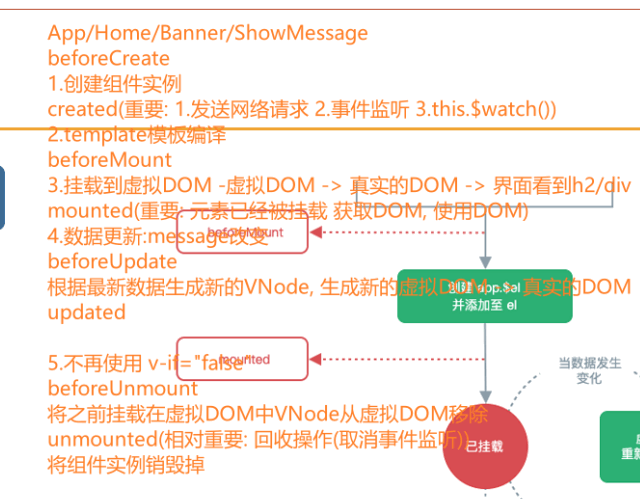 App/Home/Banner/ShowMessage
beforeCreate
1.创建组件实例
created(重要: 1.发送网络请求 2.事件监听 3.this.$watch())
2.template模板编译
beforeMount
3.挂载到虚拟DOM -虚拟DOM -> 真实的DOM -> 界面看到h2/div
mounted(重要: 元素已经被挂载 获取DOM, 使用DOM)
beforeMount
4.数据更新:message改变
beforeUpdate
根据最新数据生成新的VNode, 生成新的虚拟DOM -> 真实的DOM
创建 app.$el
并添加至 el
updated
5.不再使用 v-if="false"
mounted
当数据发生
变化
beforeUnmount
将之前挂载在虚拟DOM中VNode从虚拟DOM移除
unmounted(相对重要: 回收操作(取消事件监听))
已挂载
重新
将组件实例销毁掉